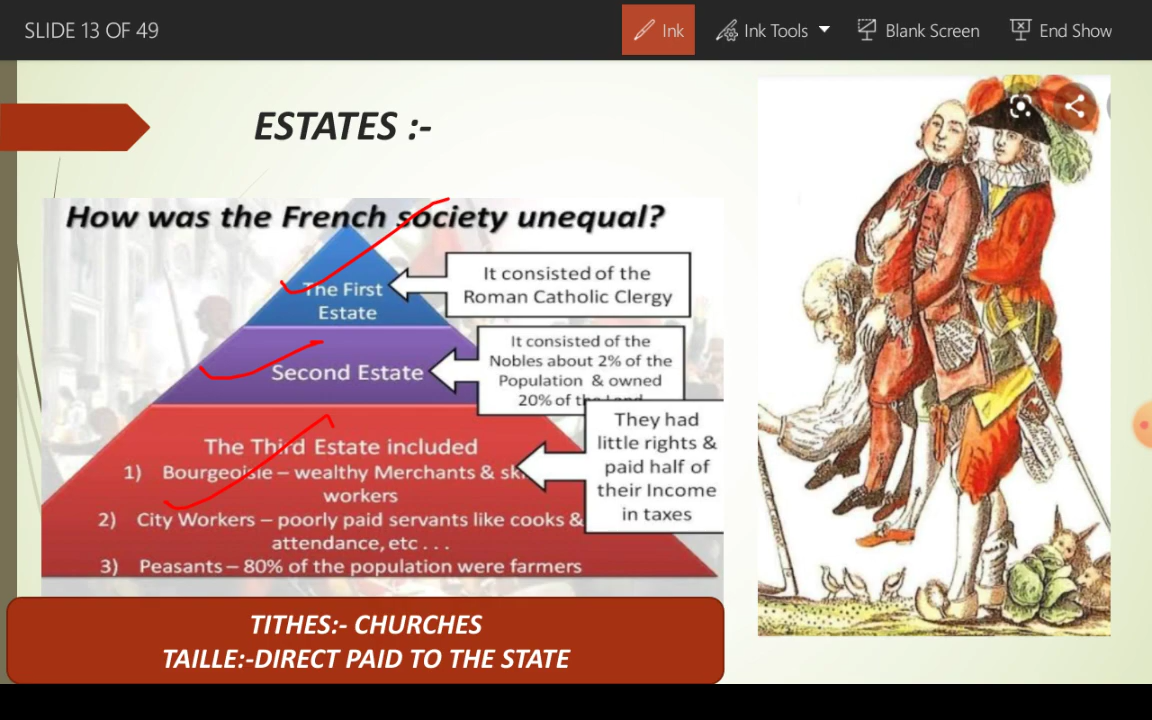 SLIDE 13 OF 49
Ink
Ink Tools
Blank Screen
End Show
ESTATES :-
How was the French society unequal?
The First
Estate
It consisted of the
Roman Catholic Clergy
Second Estate
It consisted of the
Nobles about 2% of the
Population & owned
20% of the Land
The Third Estate included
1) Bourgeoisie – wealthy Merchants & sk
workers
2) City Workers – poorly paid servants like cooks &
attendance, etc . . .
3) Peasants – 80% of the population were farmers
They had
little rights &
paid half of
their Income
in taxes
TITHES:- CHURCHES
TAILLE:-DIRECT PAID TO THE STATE